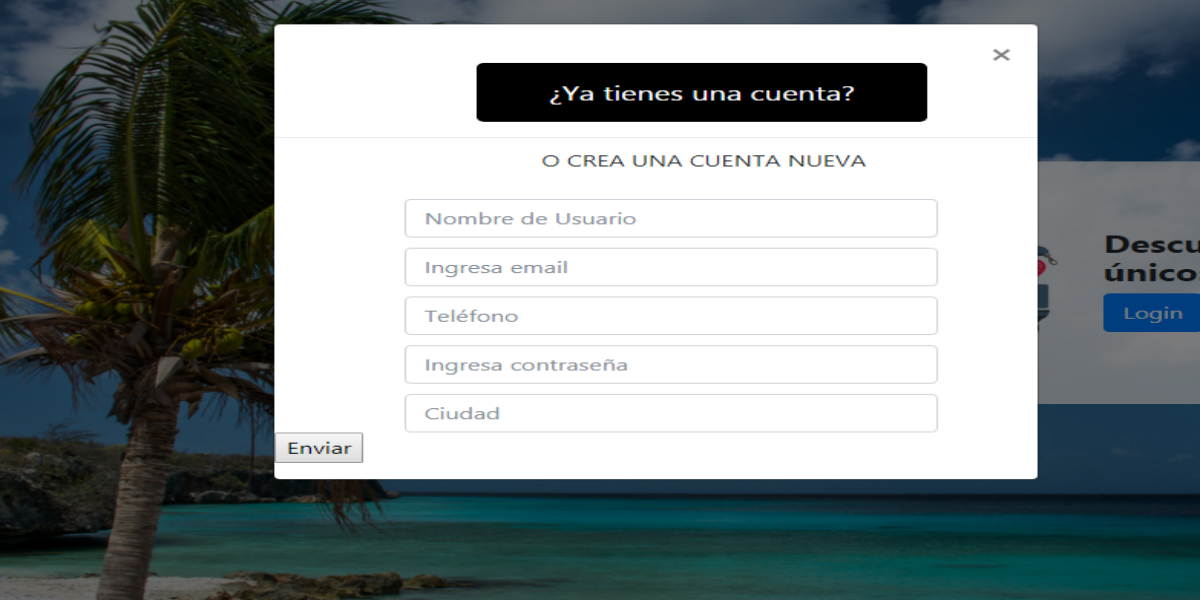 ×
¿Ya tienes una cuenta?
O CREA UNA CUENTA NUEVA
Nombre de Usuario
Ingresa email
Teléfono
Ingresa contraseña
Ciudad
Enviar
Descu
único
Login